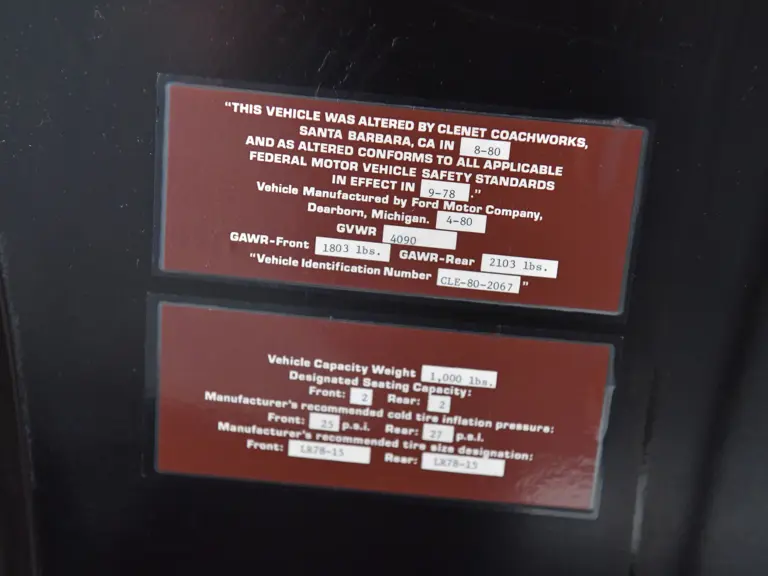 "THIS VEHICLE WAS ALTERED BY CLENET COACHWORKS,
SANTA BARBARA, CA IN 8-80
AND AS ALTERED CONFORMS TO ALL APPLICABLE
FEDERAL MOTOR VEHICLE SAFETY STANDARDS
IN EFFECT IN 9-78 ."
Vehicle Manufactured by Ford Motor Company,
Dearborn, Michigan. 4-80
GVWR 4090
GAWR-Front 1803 lbs. GAWR-Rear 2103 lbs.
"Vehicle Identification Number CLE-80-2067 "
Vehicle Capacity Weight 1,000 lbs.
Designated Seating Capacity:
Front: 2 Rear: 2
Manufacturer's recommended cold tire inflation pressure:
Front: 25 p.s.i. Rear: 27 p.s.i.
Manufacturer's recommended tire size designation:
Front: LR78-15 Rear: LR78-15